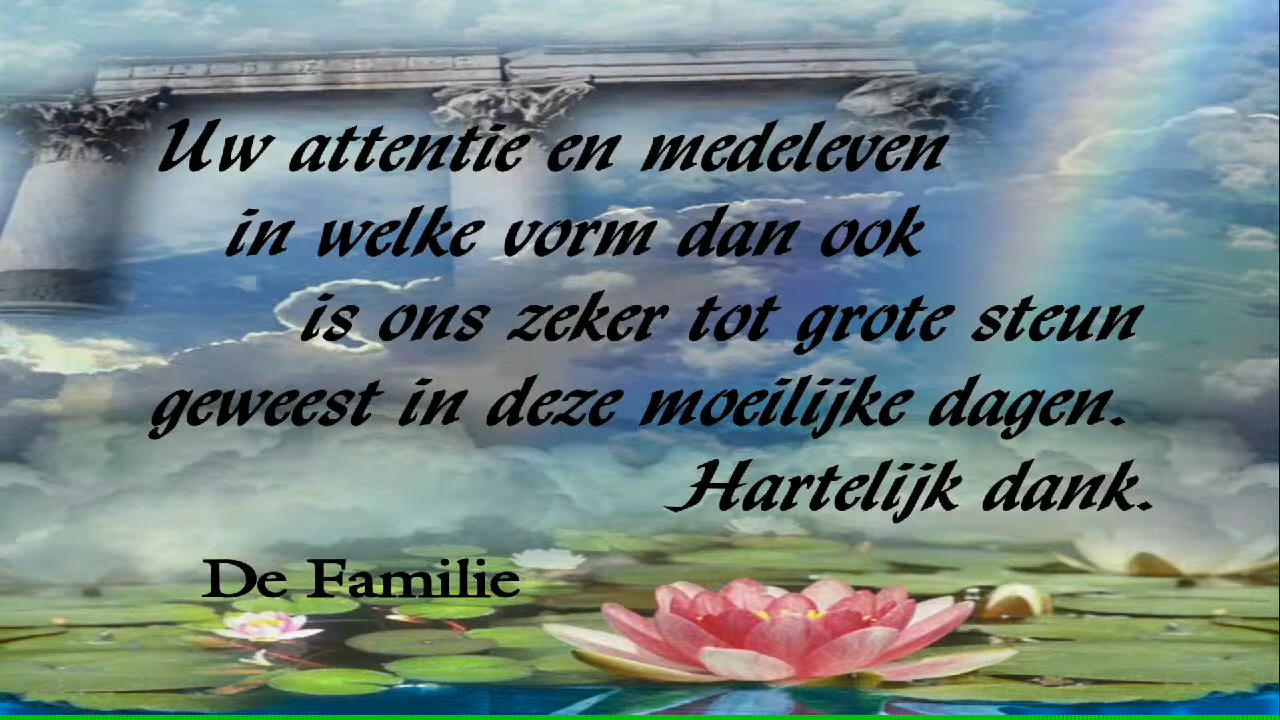 Uw attentie en medeleven
in welke vorm dan ook
is ons zeker tot grote steun
geweest in deze moeilijke dagen.
Hartelijk dank.
De Familie